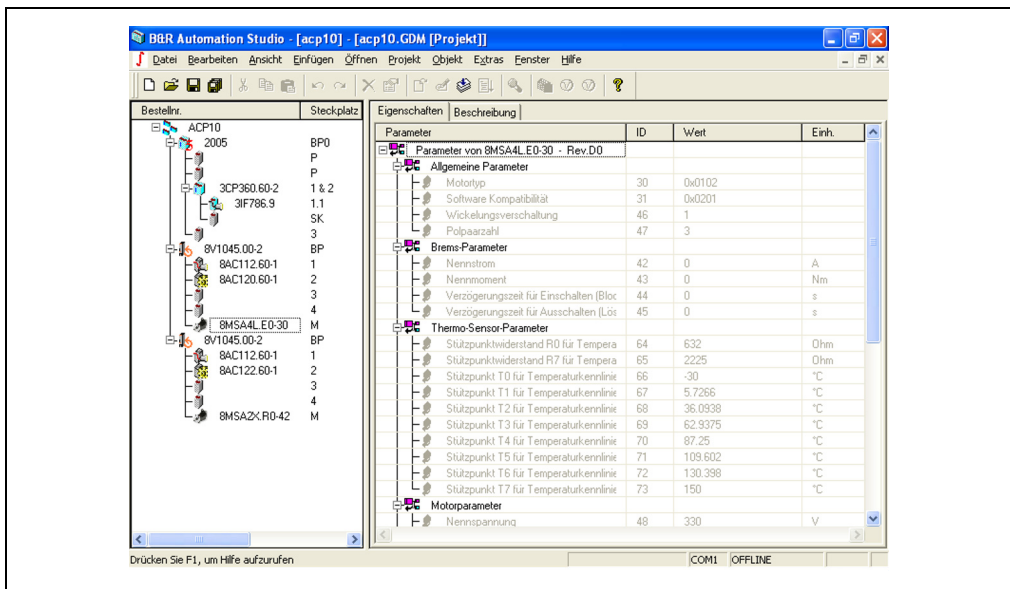 B&R Automation Studio - [acp10] - [acp10.GDM [Projekt]]
Datei Bearbeiten Ansicht Einfügen Öffnen Projekt Objekt Extras Fenster Hilfe
Bestellnr. Steckplatz
ACP10
2005 BP0
P
P
3CP360.60-2 1 & 2
3IF786.9 1.1
SK
3
8V1045.00-2 BP
8AC112.60-1 1
8AC120.60-1 2
3
4
8MSA4L.E0-30 M
8V1045.00-2 BP
8AC112.60-1 1
8AC122.60-1 2
3
4
8MSA2X.R0-42 M
Eigenschaften Beschreibung
Parameter ID Wert Einh.
Parameter von 8MSA4L.E0-30 - Rev.D0
Allgemeine Parameter
Motortyp 30 0x0102
Software Kompatibilität 31 0x0201
Wickelungsverschaltung 46 1
Polpaarzahl 47 3
Brems-Parameter
Nennstrom 42 0 A
Nennmoment 43 0 Nm
Verzögerungszeit für Einschalten (Bloc 44 0 s
Verzögerungszeit für Ausschalten (Lös 45 0 s
Thermo-Sensor-Parameter
Stützpunktwiderstand R0 für Tempera 64 632 Ohm
Stützpunktwiderstand R7 für Tempera 65 2225 Ohm
Stützpunkt T0 für Temperaturkennlinie 66 -30 °C
Stützpunkt T1 für Temperaturkennlinie 67 5.7266 °C
Stützpunkt T2 für Temperaturkennlinie 68 36.0938 °C
Stützpunkt T3 für Temperaturkennlinie 69 62.9375 °C
Stützpunkt T4 für Temperaturkennlinie 70 87.25 °C
Stützpunkt T5 für Temperaturkennlinie 71 109.602 °C
Stützpunkt T6 für Temperaturkennlinie 72 130.398 °C
Stützpunkt T7 für Temperaturkennlinie 73 150 °C
Motorparameter
Nennspannung 48 330 V
Drücken Sie F1, um Hilfe aufzurufen COM1 OFFLINE